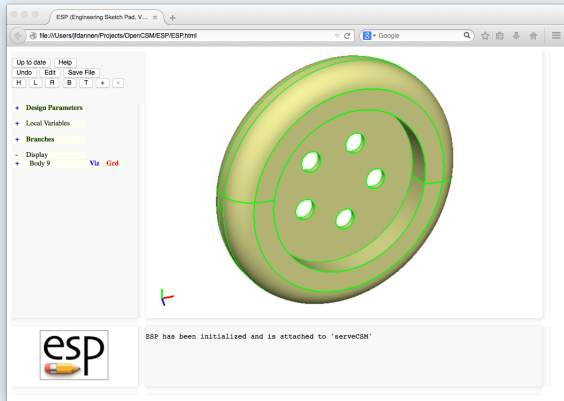 ESP (Engineering Sketch Pad, V...
file:///Users/jfdannen/Projects/OpenCSM/ESP/ESP.html
Google
Up to date Help
Undo Edit Save File
H L R B T + -
+ Design Parameters
+ Local Variables
+ Branches
- Display
+ Body 9 Viz Grd
esp
ESP has been initialized and is attached to 'serveCSM'